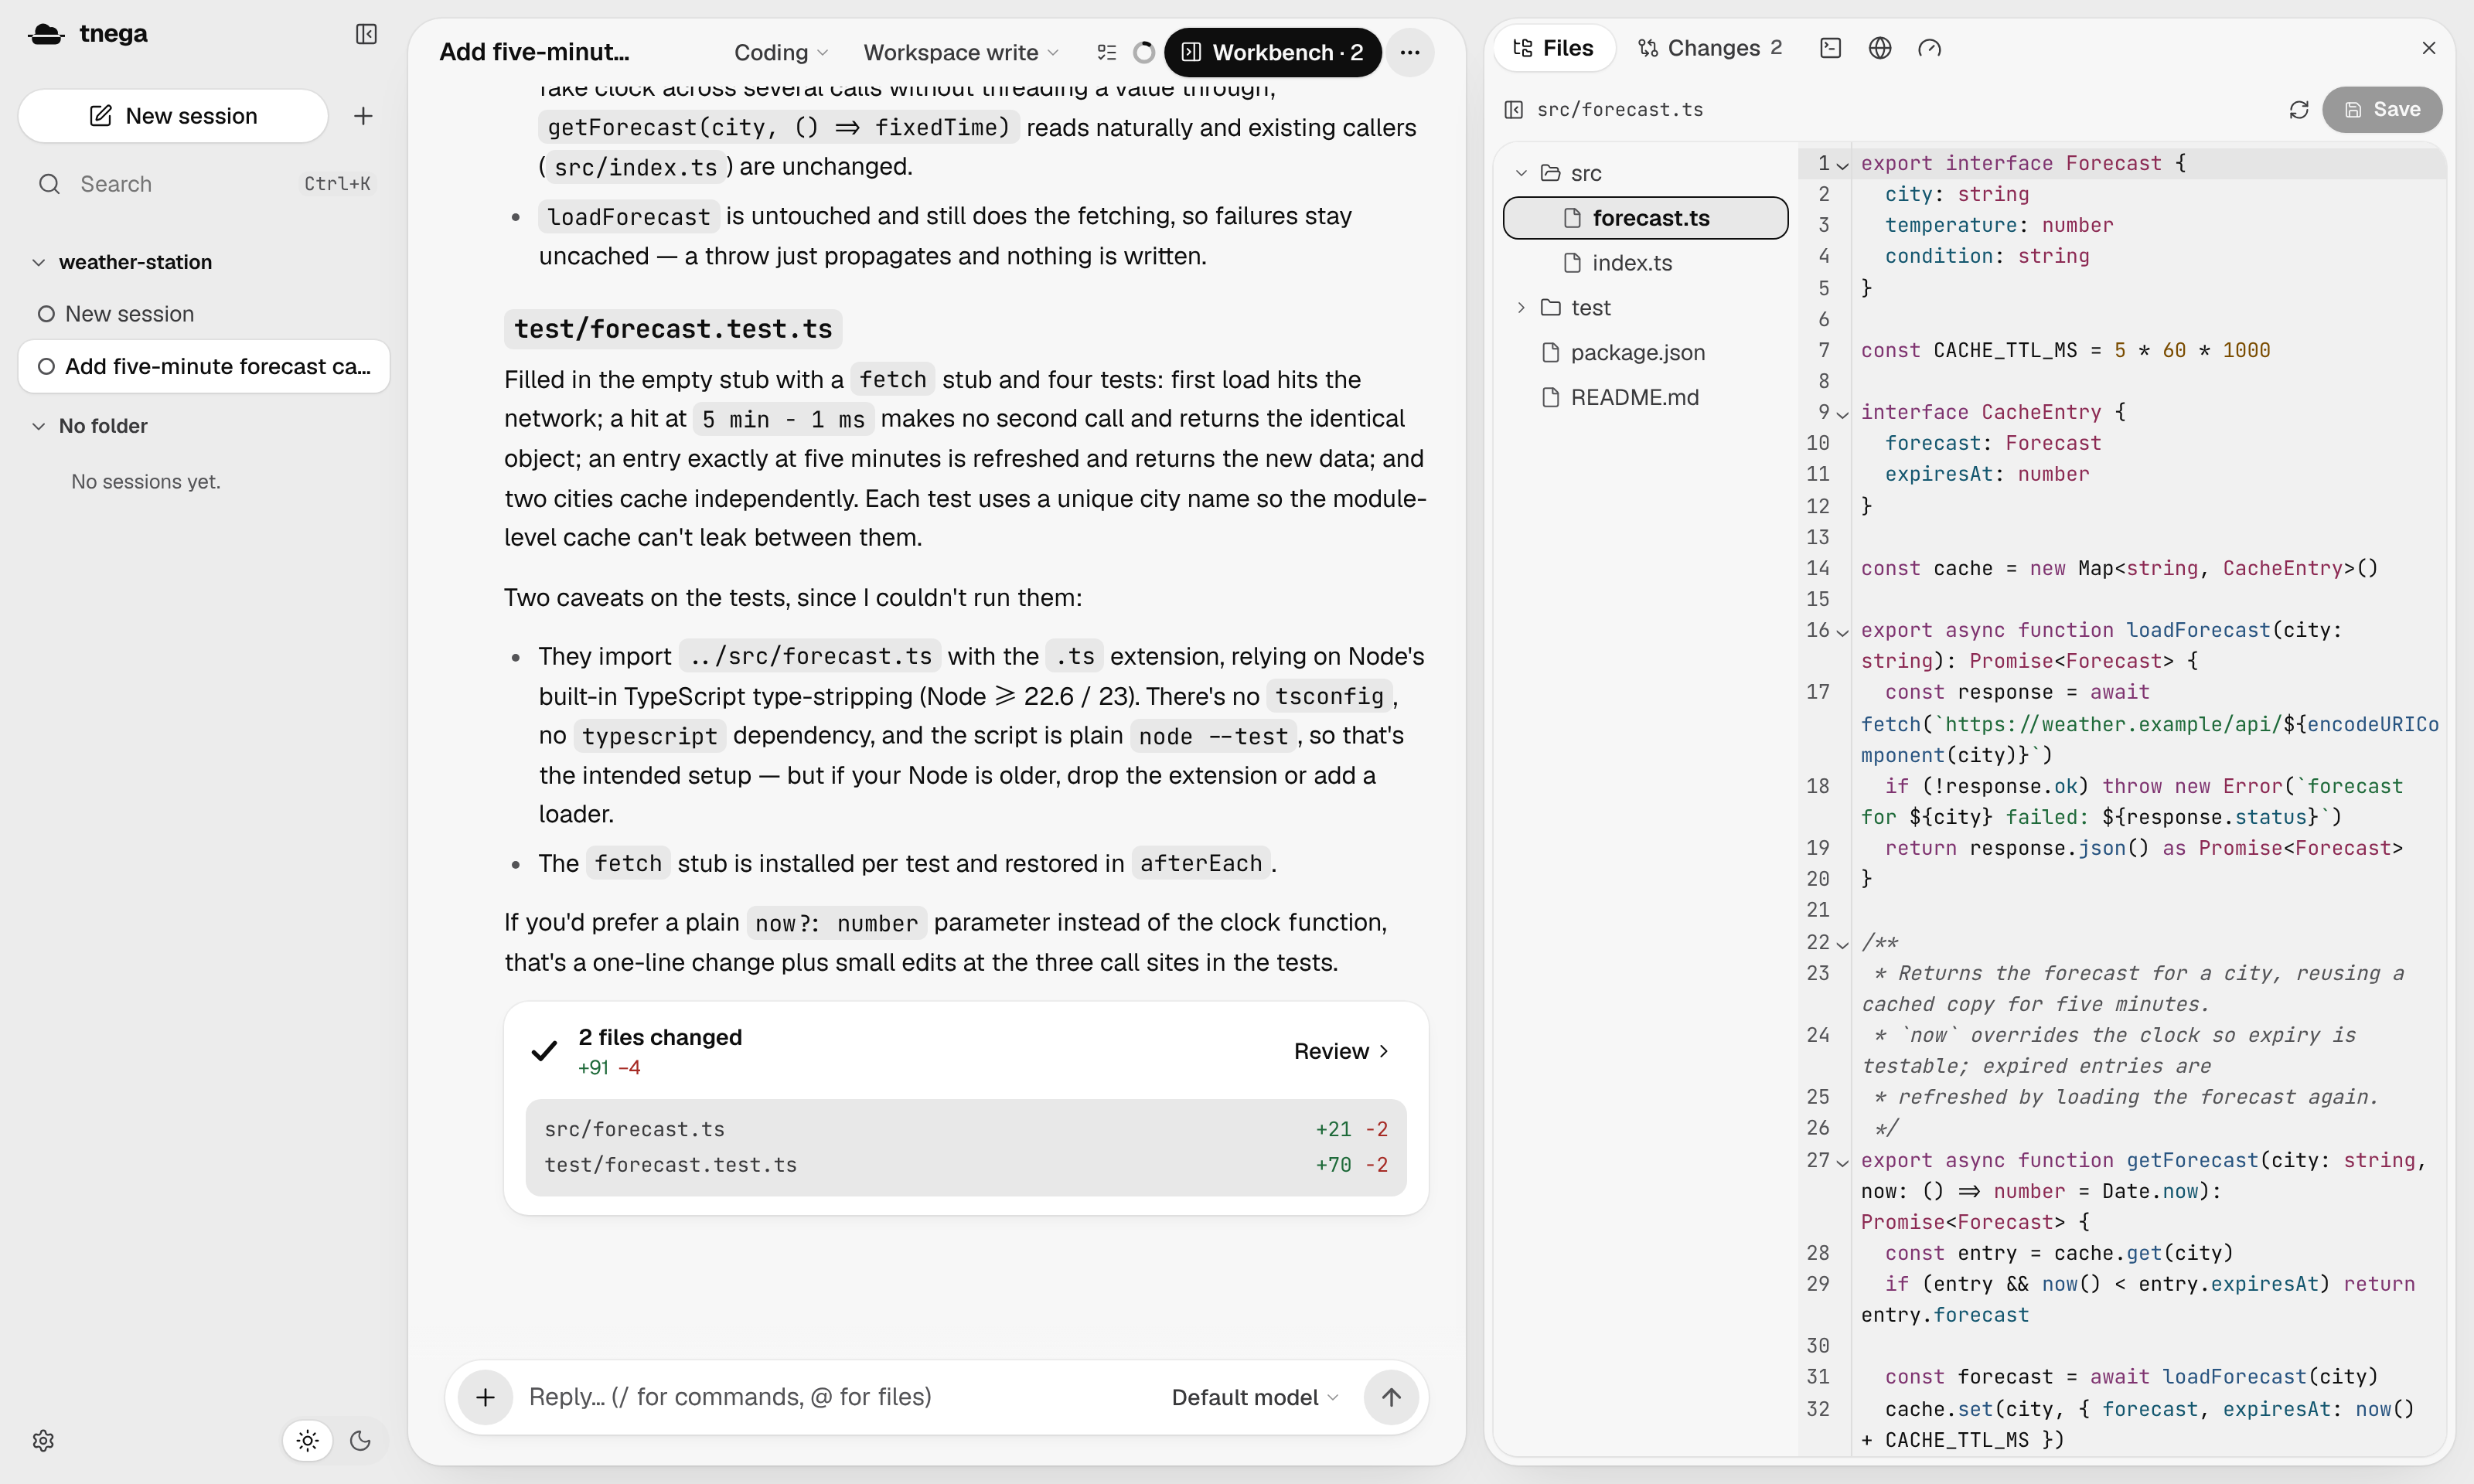 tnega
New session
Search
Ctrl+K
weather-station
New session
Add five-minute forecast ca...
No folder
No sessions yet.
Add five-minut...
Coding
Workspace write
Workbench · 2
fake clock across several calls without threading a value through,
getForecast(city, () => fixedTime) reads naturally and existing callers
(src/index.ts) are unchanged.
• loadForecast is untouched and still does the fetching, so failures stay
uncached — a throw just propagates and nothing is written.
test/forecast.test.ts
Filled in the empty stub with a fetch stub and four tests: first load hits the
network; a hit at 5 min - 1 ms makes no second call and returns the identical
object; an entry exactly at five minutes is refreshed and returns the new data; and
two cities cache independently. Each test uses a unique city name so the module-
level cache can't leak between them.
Two caveats on the tests, since I couldn't run them:
• They import ../src/forecast.ts with the .ts extension, relying on Node's
built-in TypeScript type-stripping (Node ≥ 22.6 / 23). There's no tsconfig,
no typescript dependency, and the script is plain node --test, so that's
the intended setup — but if your Node is older, drop the extension or add a
loader.
• The fetch stub is installed per test and restored in afterEach.
If you'd prefer a plain now?: number parameter instead of the clock function,
that's a one-line change plus small edits at the three call sites in the tests.
2 files changed
+91 −4
Review
src/forecast.ts +21 -2
test/forecast.test.ts +70 -2
Reply... (/ for commands, @ for files)
Default model
Files
Changes 2
src/forecast.ts
Save
src
forecast.ts
index.ts
test
package.json
README.md
1 export interface Forecast {
2 city: string
3 temperature: number
4 condition: string
5 }
6
7 const CACHE_TTL_MS = 5 * 60 * 1000
8
9 interface CacheEntry {
10 forecast: Forecast
11 expiresAt: number
12 }
13
14 const cache = new Map<string, CacheEntry>()
15
16 export async function loadForecast(city:
string): Promise<Forecast> {
17 const response = await
fetch(`https://weather.example/api/${encodeURICo
mponent(city)}`)
18 if (!response.ok) throw new Error(`forecast
for ${city} failed: ${response.status}`)
19 return response.json() as Promise<Forecast>
20 }
21
22 /**
23 * Returns the forecast for a city, reusing a
cached copy for five minutes.
24 * `now` overrides the clock so expiry is
testable; expired entries are
25 * refreshed by loading the forecast again.
26 */
27 export async function getForecast(city: string,
now: () => number = Date.now):
Promise<Forecast> {
28 const entry = cache.get(city)
29 if (entry && now() < entry.expiresAt) return
entry.forecast
30
31 const forecast = await loadForecast(city)
32 cache.set(city, { forecast, expiresAt: now()
+ CACHE_TTL_MS })